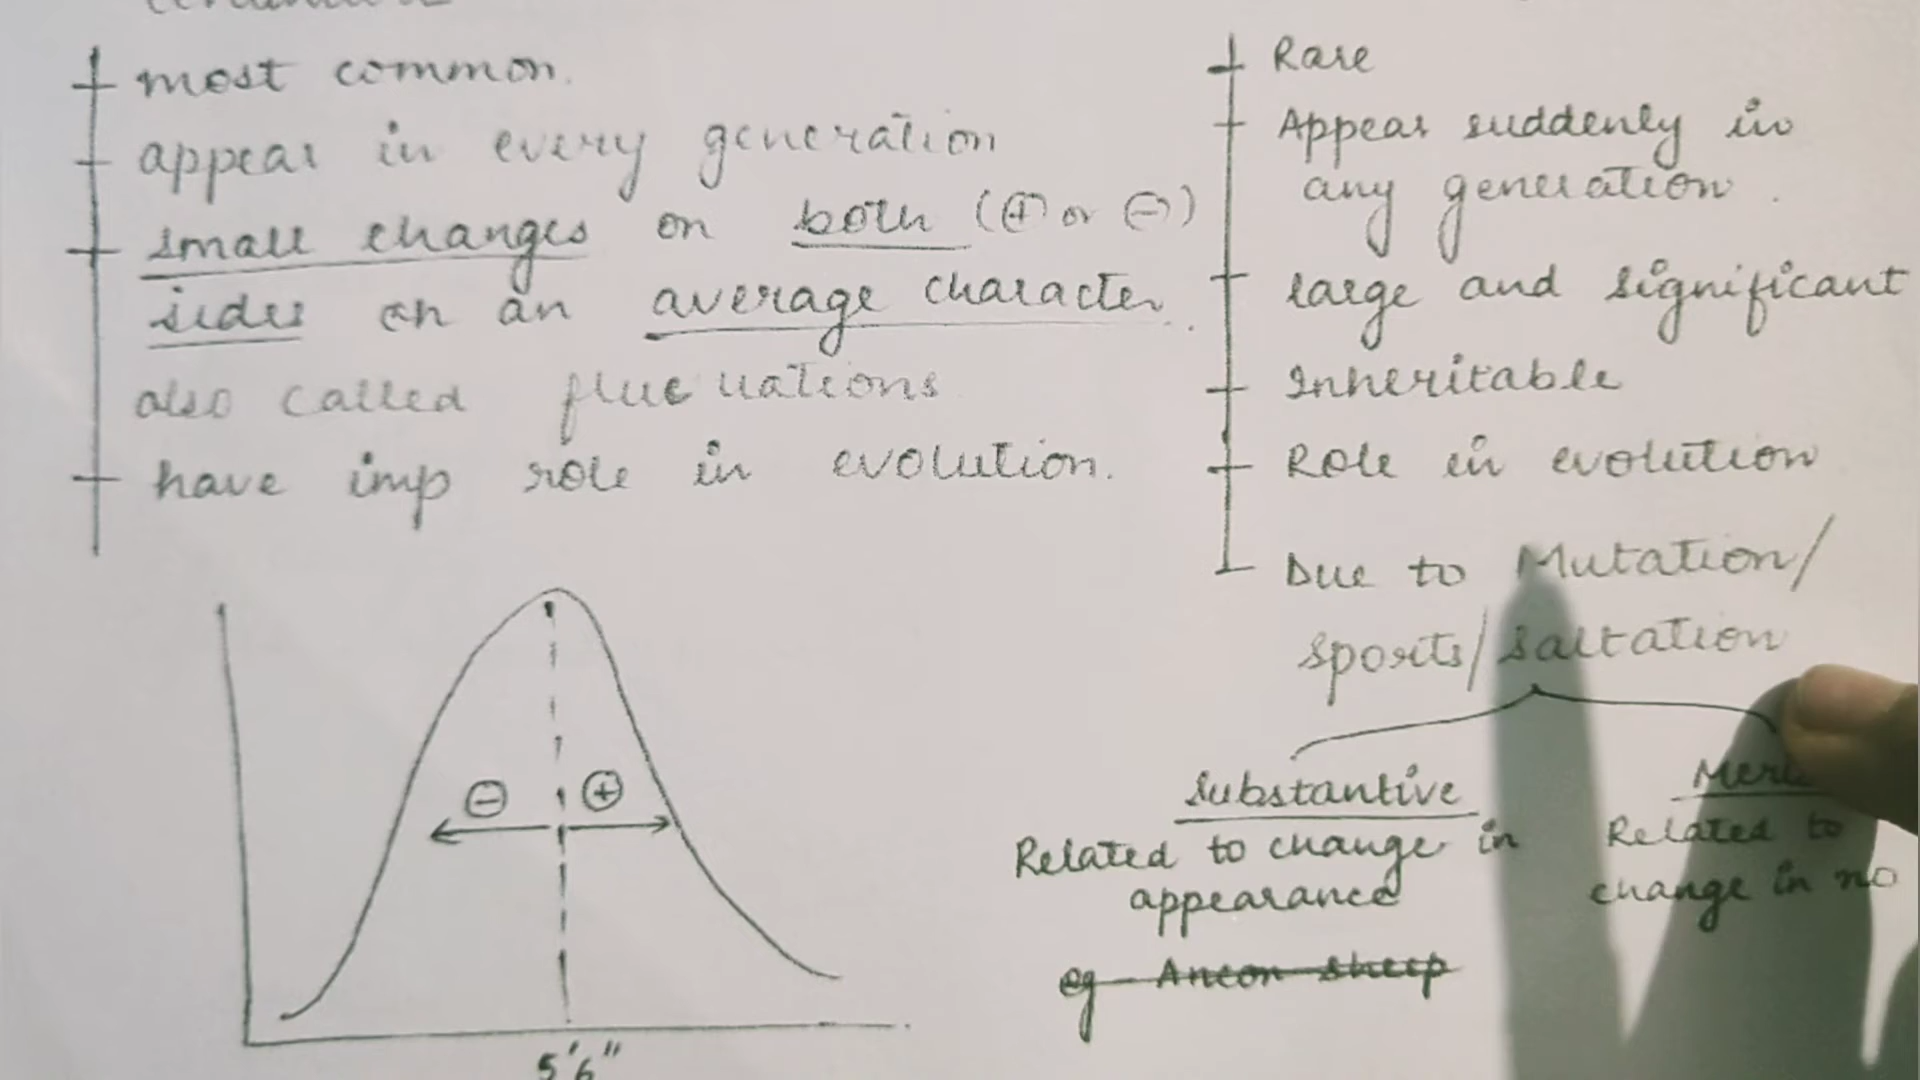 most common.
appear in every generation
small changes on both (+ or -)
sides on an average character.
also called fluctuations
have imp role in evolution.
- +
5'6"
Rare
Appear suddenly in
any generation.
large and significant
Inheritable
Role in evolution
Due to Mutation/
sports/saltation
Substantive
Related to change in
appearance
eg Ancon sheep
Related to
change in no